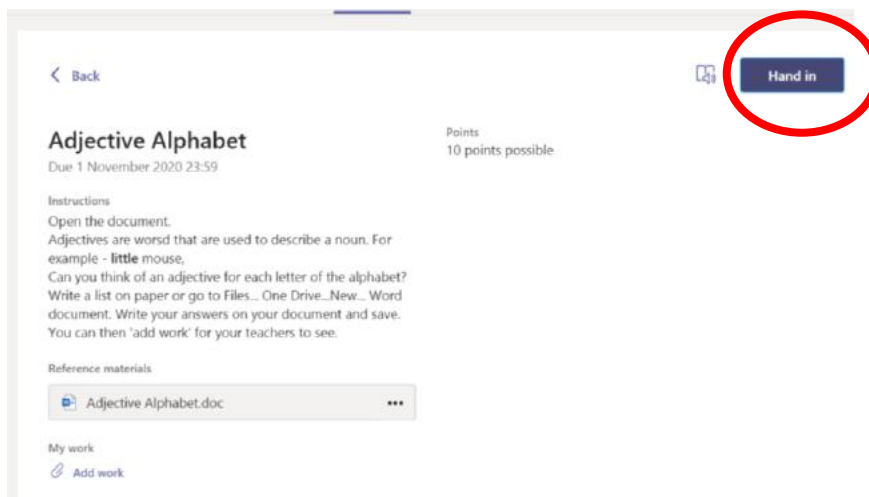 Back
Hand in
Adjective Alphabet
Due 1 November 2020 23:59
Points
10 points possible
Instructions
Open the document.
Adjectives are worsd that are used to describe a noun. For
example - little mouse,
Can you think of an adjective for each letter of the alphabet?
Write a list on paper or go to Files... One Drive...New... Word
document. Write your answers on your document and save.
You can then 'add work' for your teachers to see.
Reference materials
Adjective Alphabet.doc
My work
Add work